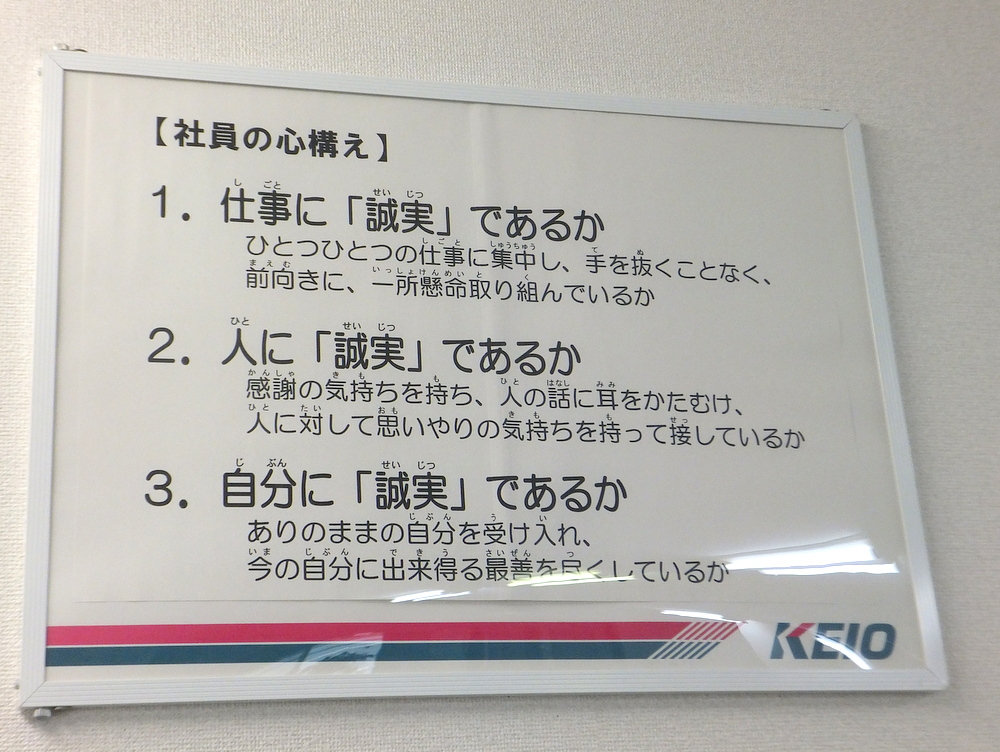 【社員の心構え】
1. 仕事に「誠実」であるか
ひとつひとつの仕事に集中し、手を抜くことなく、
前向きに、一所懸命取り組んでいるか
2. 人に「誠実」であるか
感謝の気持ちを持ち、人の話に耳をかたむけ、
人に対して思いやりの気持ちを持って接しているか
3. 自分に「誠実」であるか
ありのままの自分を受け入れ、
今の自分に出来得る最善を尽くしているか
KEIO